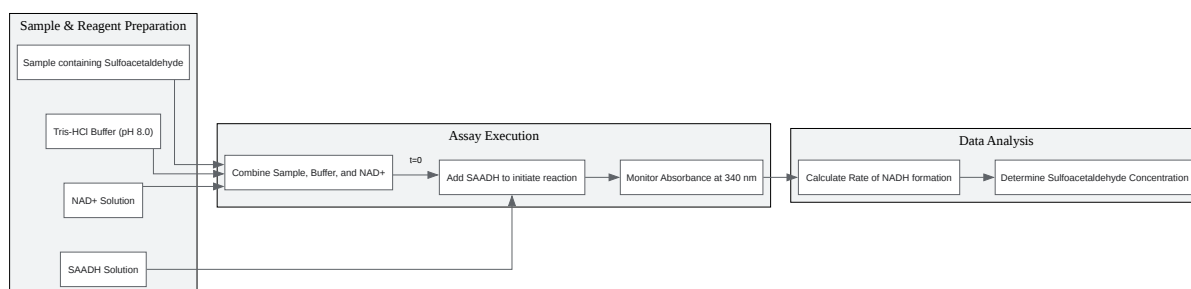 Sample & Reagent Preparation
Sample containing Sulfoacetaldehyde
Tris-HCl Buffer (pH 8.0)
NAD+ Solution
SAADH Solution
Assay Execution
Combine Sample, Buffer, and NAD+
t=0
Add SAADH to initiate reaction
Monitor Absorbance at 340 nm
Data Analysis
Calculate Rate of NADH formation
Determine Sulfoacetaldehyde Concentration